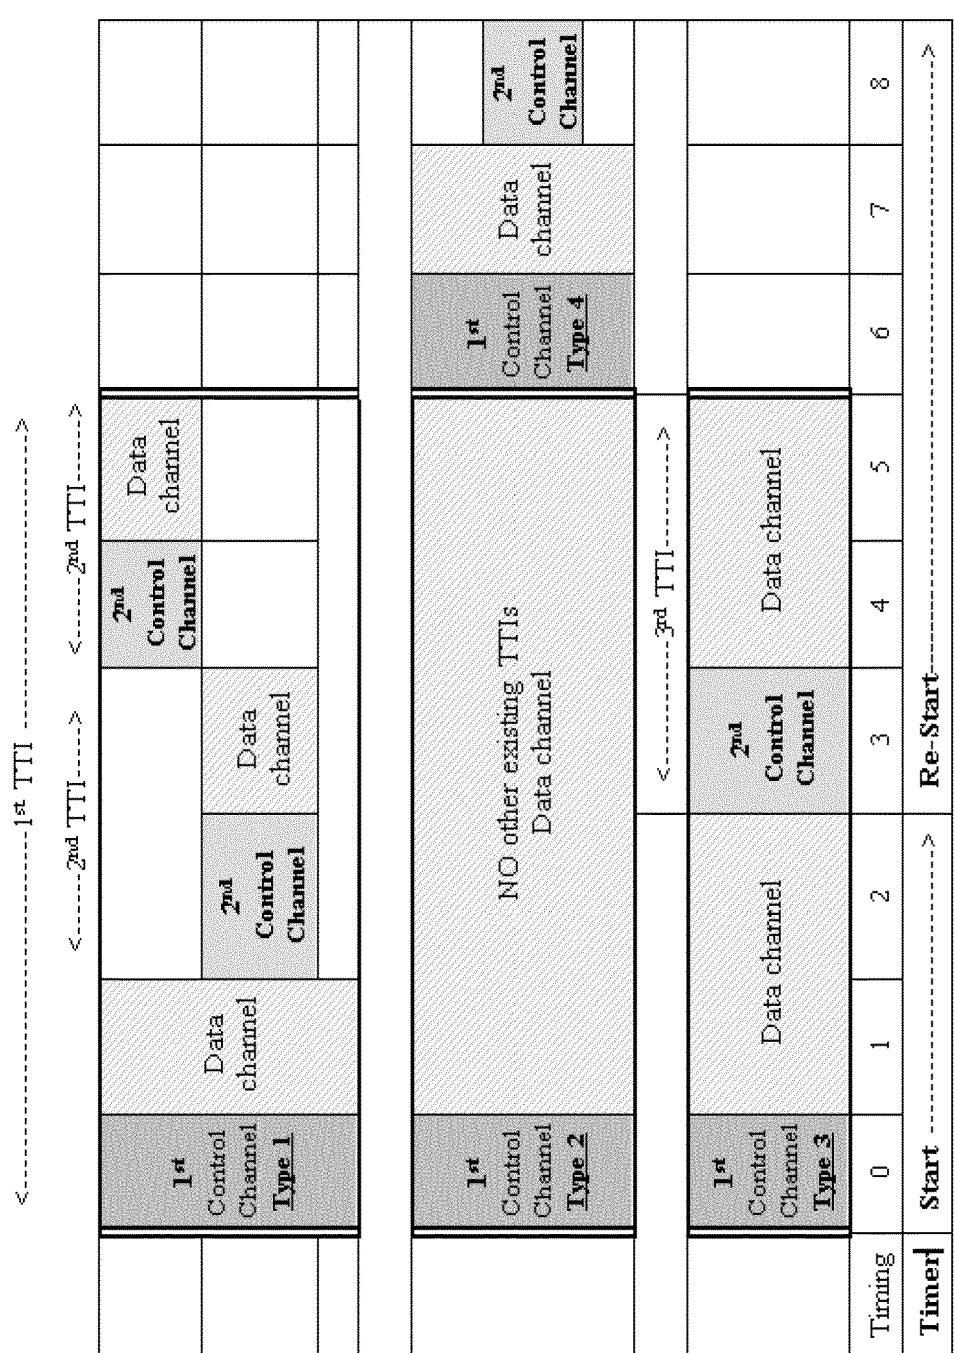 <----------------------1st TTI ---------------------->
<-----2nd TTI-----> <-----2nd TTI----->
1st
Control
Channel
Type 1
Data
channel
2nd
Control
Channel
Data
channel
2nd
Control
Channel
Data
channel
1st
Control
Channel
Type 2
NO other existing TTIs
Data channel
1st
Control
Channel
Type 4
Data
channel
2nd
Control
Channel
<---------3rd TTI--------->
1st
Control
Channel
Type 3
Data channel
2nd
Control
Channel
Data channel
Timing 0 1 2 3 4 5 6 7 8
Timer Start -----------------> Re-Start--------------------------------------->